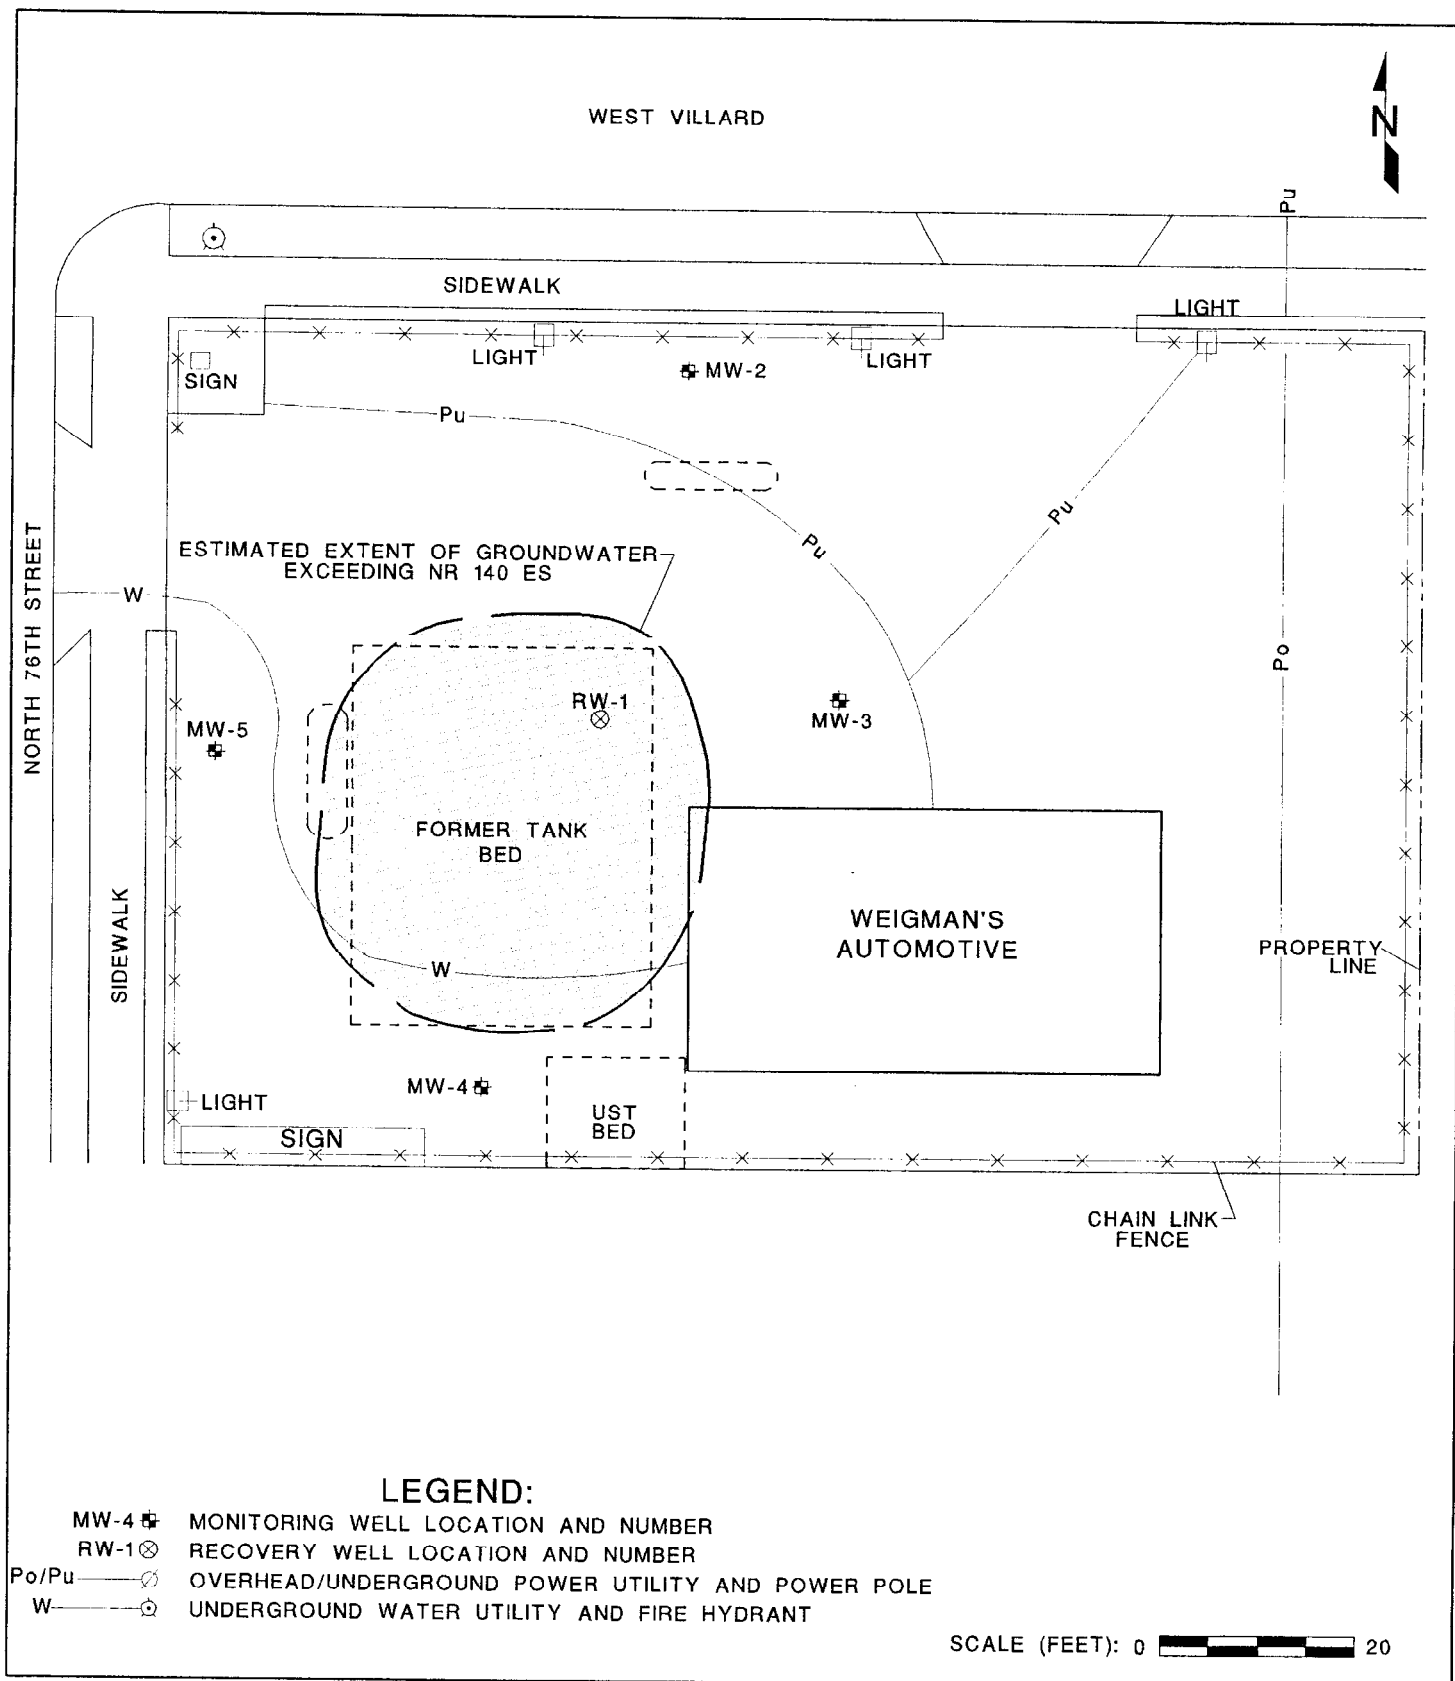 WEST VILLARD
N
Pu
SIDEWALK
LIGHT
LIGHT
LIGHT
SIGN
MW-2
Pu
Pu
Pu
NORTH 76TH STREET
ESTIMATED EXTENT OF GROUNDWATER
EXCEEDING NR 140 ES
W
Po
RW-1
MW-3
MW-5
FORMER TANK
BED
WEIGMAN'S
AUTOMOTIVE
SIDEWALK
W
PROPERTY
LINE
MW-4
LIGHT
UST
BED
SIGN
CHAIN LINK
FENCE
LEGEND:
MW-4 MONITORING WELL LOCATION AND NUMBER
RW-1 RECOVERY WELL LOCATION AND NUMBER
Po/Pu OVERHEAD/UNDERGROUND POWER UTILITY AND POWER POLE
W UNDERGROUND WATER UTILITY AND FIRE HYDRANT
SCALE (FEET): 0 20